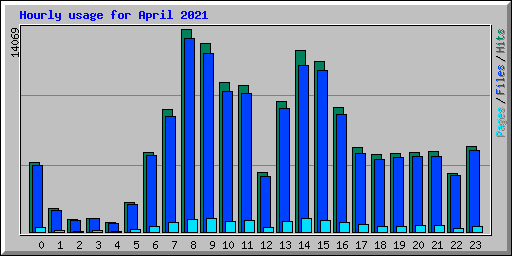 Hourly usage for April 2021
14069
Pages/Files/Hits
0 1 2 3 4 5 6 7 8 9 10 11 12 13 14 15 16 17 18 19 20 21 22 23